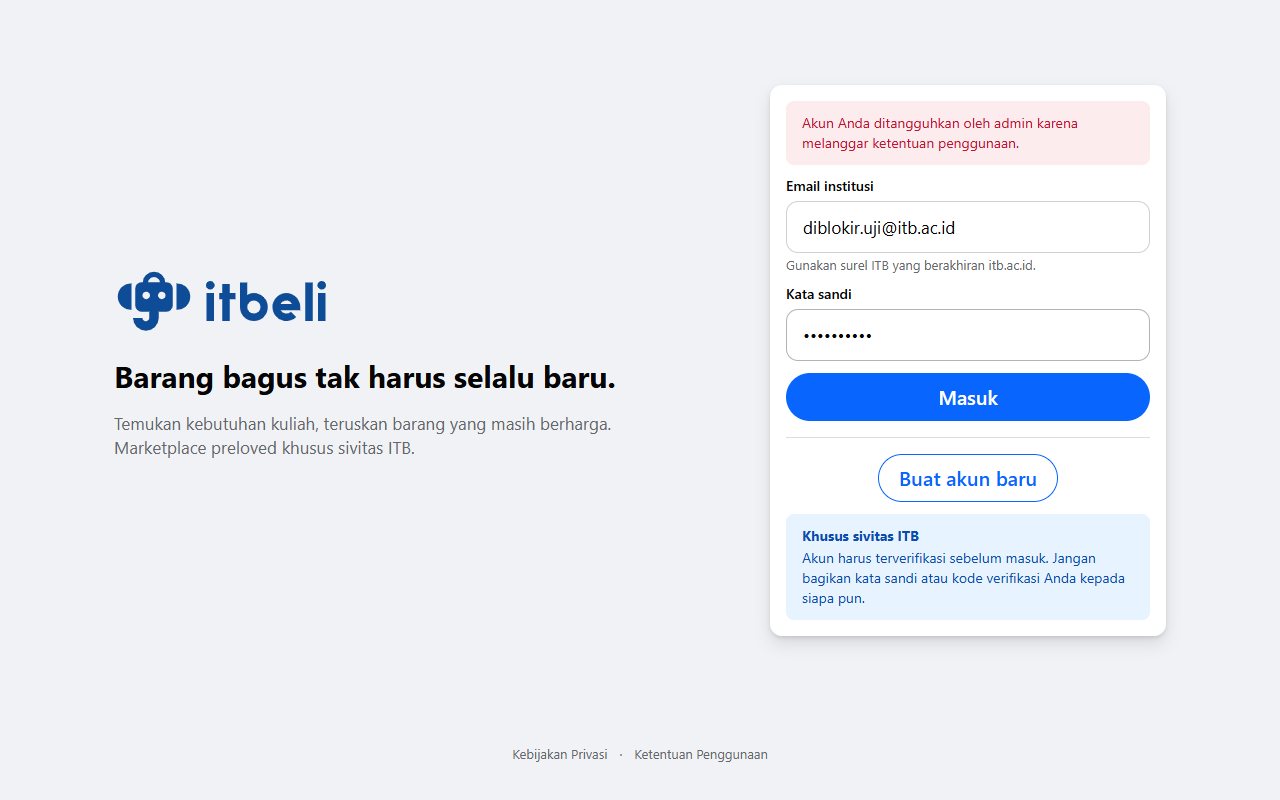 itbeli
Barang bagus tak harus selalu baru.
Temukan kebutuhan kuliah, teruskan barang yang masih berharga.
Marketplace preloved khusus sivitas ITB.
Akun Anda ditangguhkan oleh admin karena
melanggar ketentuan penggunaan.
Email institusi
diblokir.uji@itb.ac.id
Gunakan surel ITB yang berakhiran itb.ac.id.
Kata sandi
••••••••••
Masuk
Buat akun baru
Khusus sivitas ITB
Akun harus terverifikasi sebelum masuk. Jangan
bagikan kata sandi atau kode verifikasi Anda kepada
siapa pun.
Kebijakan Privasi · Ketentuan Penggunaan